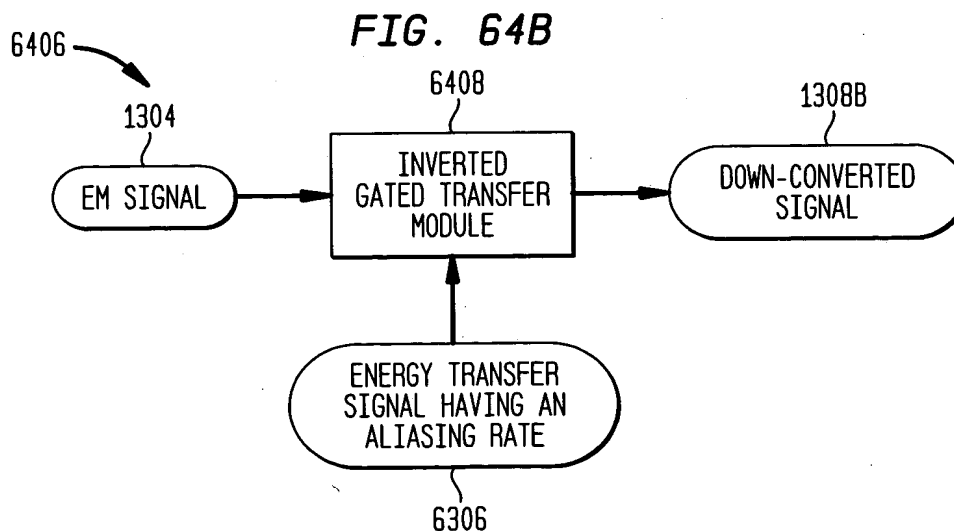 FIG. 64B
6406
1304
EM SIGNAL
6408
INVERTED
GATED TRANSFER
MODULE
1308B
DOWN-CONVERTED
SIGNAL
ENERGY TRANSFER
SIGNAL HAVING AN
ALIASING RATE
6306